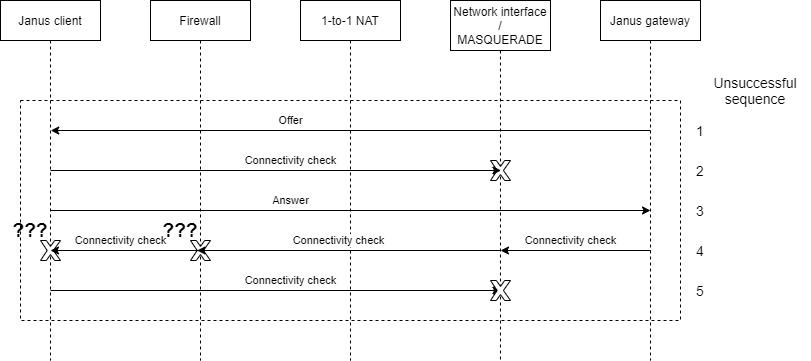 Janus client
Firewall
1-to-1 NAT
Network interface
/
MASQUERADE
Janus gateway
Unsuccessful
sequence
Offer
1
Connectivity check
2
Answer
3
???
???
Connectivity check
Connectivity check
Connectivity check
4
Connectivity check
5